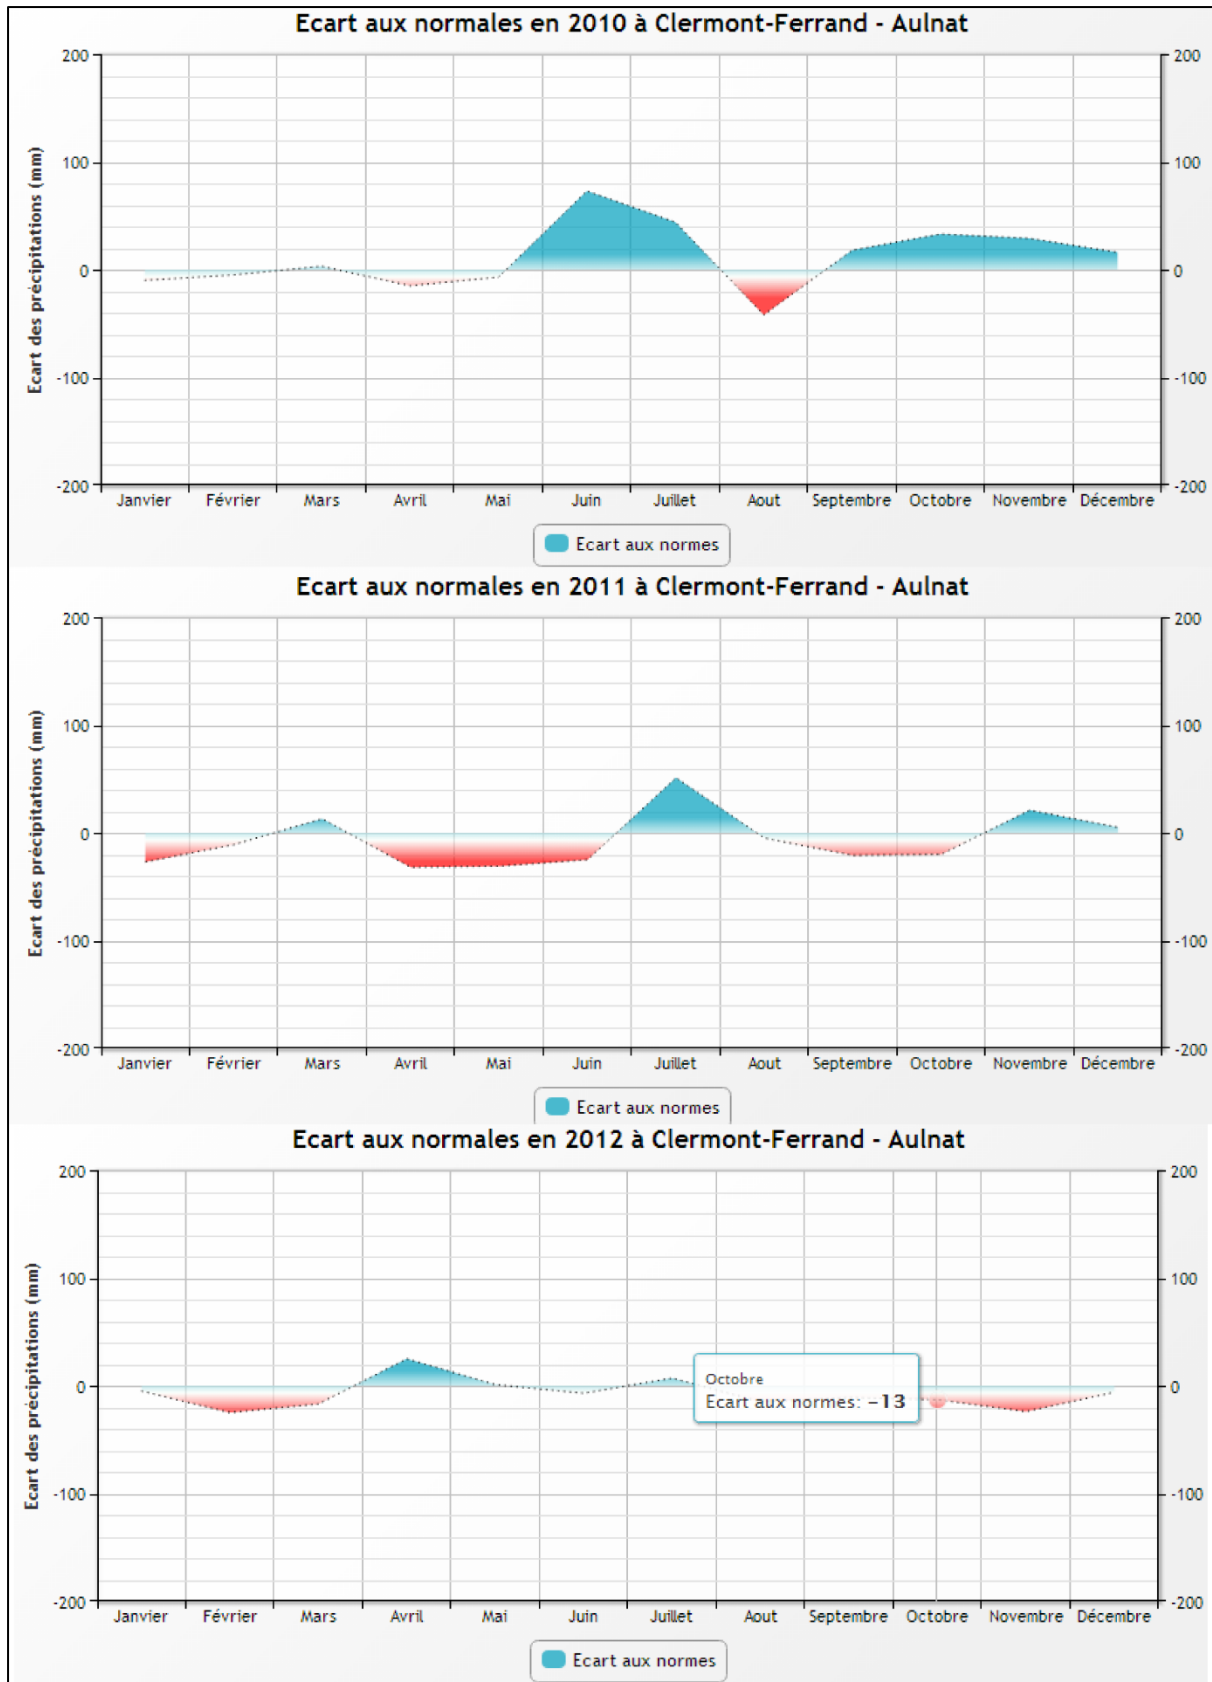 Ecart aux normales en 2010 à Clermont-Ferrand - Aulnat
Ecart des précipitations (mm)
200 200
100 100
0 0
-100 -100
-200 -200
Janvier Février Mars Avril Mai Juin Juillet Aout Septembre Octobre Novembre Décembre
Ecart aux normes
Ecart aux normales en 2011 à Clermont-Ferrand - Aulnat
Ecart des précipitations (mm)
200 200
100 100
0 0
-100 -100
-200 -200
Janvier Février Mars Avril Mai Juin Juillet Aout Septembre Octobre Novembre Décembre
Ecart aux normes
Ecart aux normales en 2012 à Clermont-Ferrand - Aulnat
Ecart des précipitations (mm)
200 200
100 100
0 0
-100 -100
-200 -200
Octobre
Ecart aux normes: -13
Janvier Février Mars Avril Mai Juin Juillet Aout Septembre Octobre Novembre Décembre
Ecart aux normes